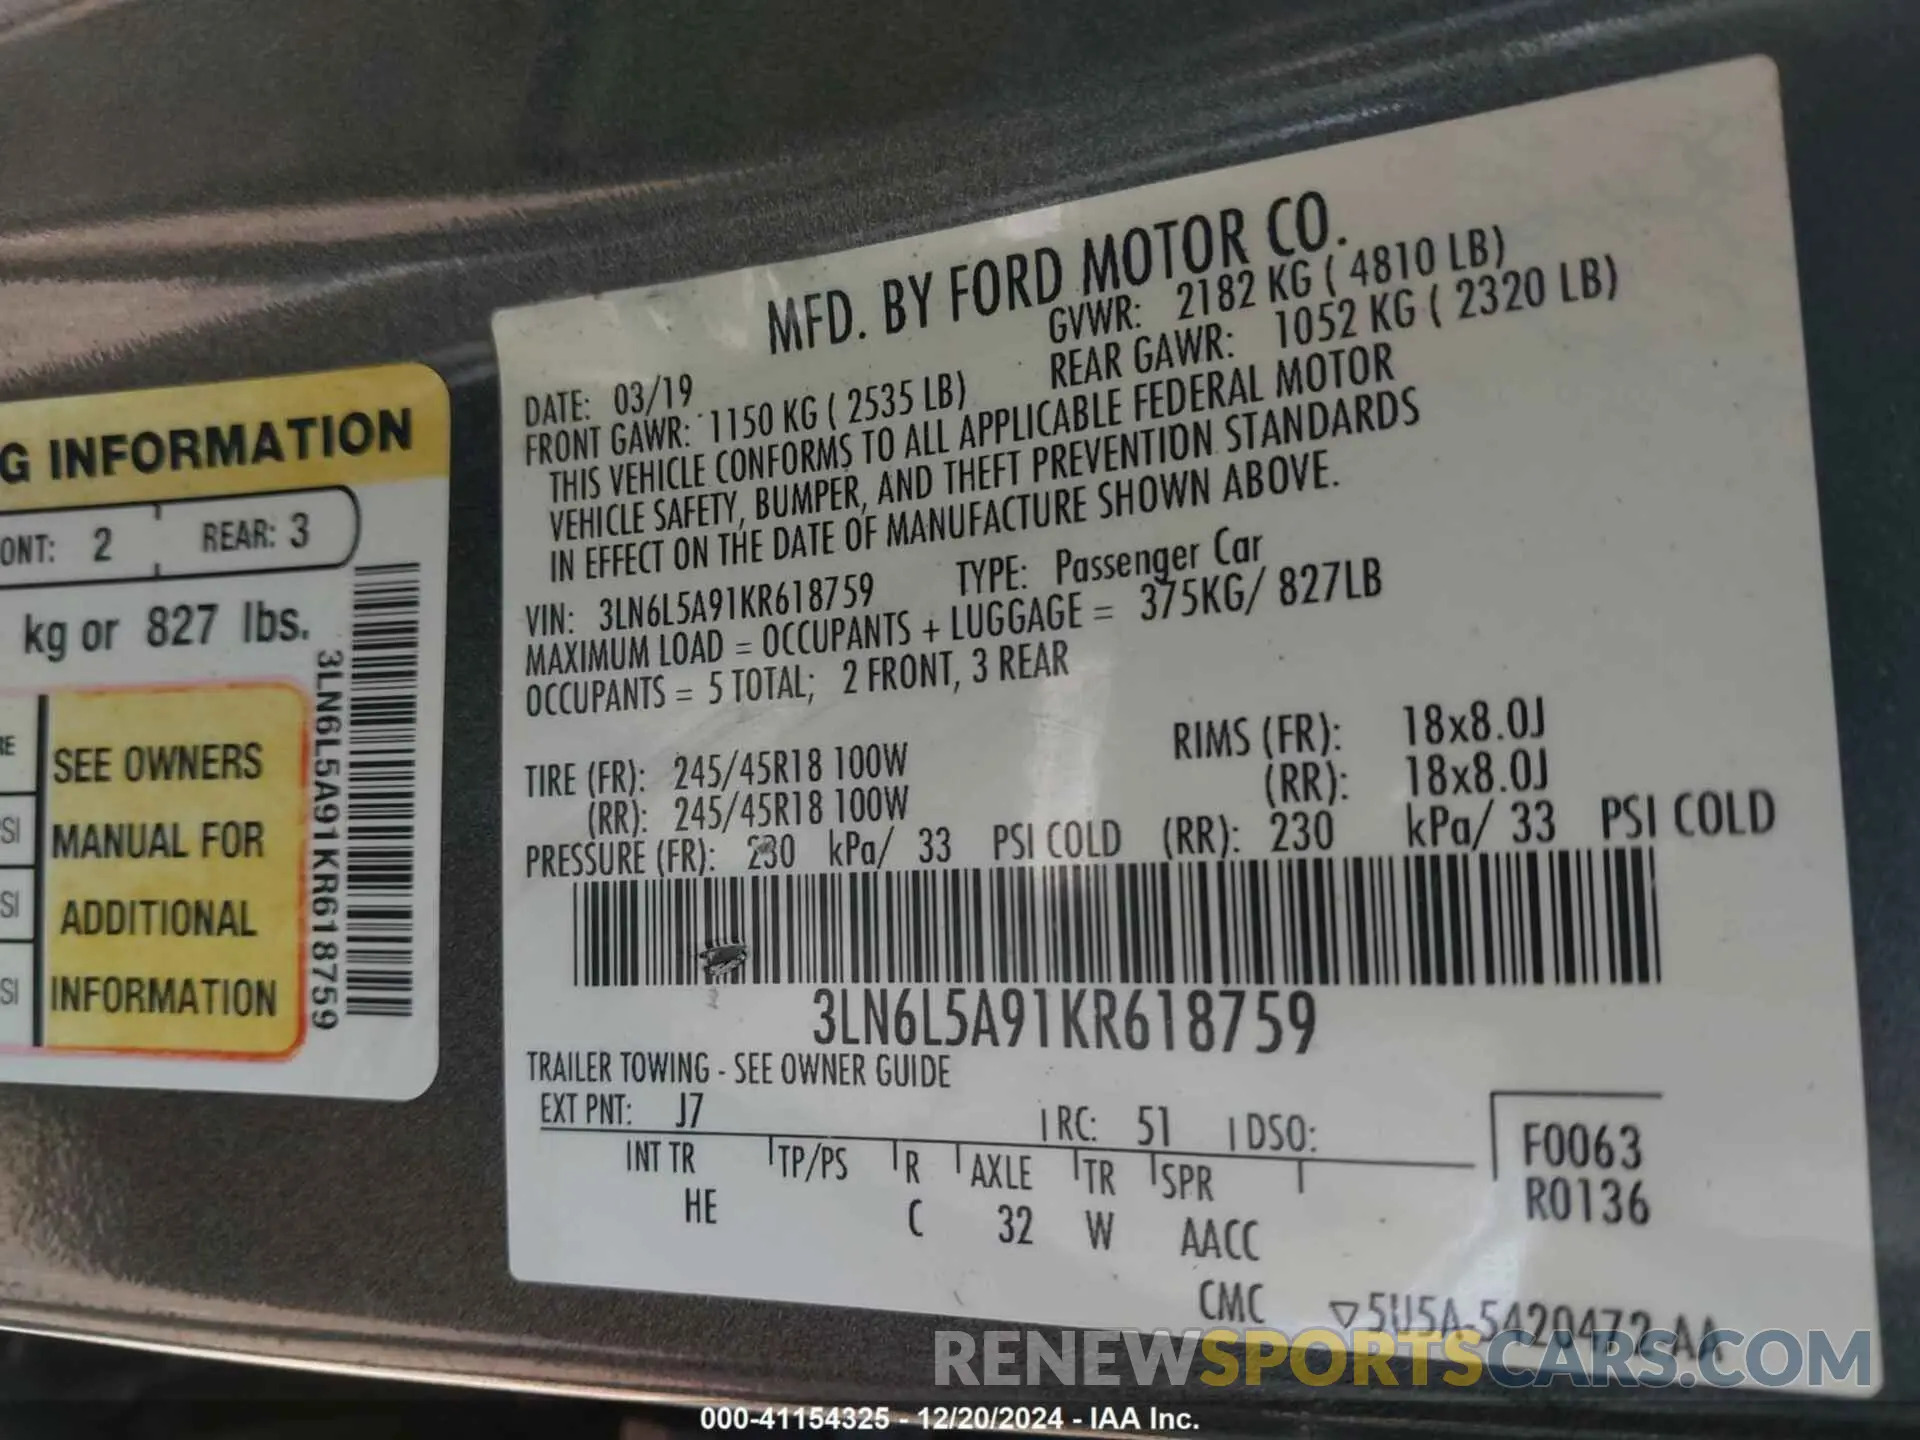 G INFORMATION
ONT: 2 REAR: 3
kg or 827 lbs.
3LN6L5A91KR618759
RE
SEE OWNERS
PSI MANUAL FOR
SI ADDITIONAL
SI INFORMATION
MFD. BY FORD MOTOR CO.
DATE: 03/19 GVWR: 2182 KG ( 4810 LB)
FRONT GAWR: 1150 KG ( 2535 LB) REAR GAWR: 1052 KG ( 2320 LB)
THIS VEHICLE CONFORMS TO ALL APPLICABLE FEDERAL MOTOR
VEHICLE SAFETY, BUMPER, AND THEFT PREVENTION STANDARDS
IN EFFECT ON THE DATE OF MANUFACTURE SHOWN ABOVE.
VIN: 3LN6L5A91KR618759 TYPE: Passenger Car
MAXIMUM LOAD = OCCUPANTS + LUGGAGE = 375KG/ 827LB
OCCUPANTS = 5 TOTAL; 2 FRONT, 3 REAR
TIRE (FR): 245/45R18 100W RIMS (FR): 18x8.0J
(RR): 245/45R18 100W (RR): 18x8.0J
PRESSURE (FR): 230 kPa/ 33 PSI COLD (RR): 230 kPa/ 33 PSI COLD
3LN6L5A91KR618759
TRAILER TOWING - SEE OWNER GUIDE
EXT PNT: J7 RC: 51 DSO: F0063
INT TR TP/PS R AXLE TR SPR R0136
HE C 32 W AACC
CMC ▽5U5A-5420472-AA
RENEWSPORTSCARS.COM
000-41154325 - 12/20/2024 - IAA Inc.